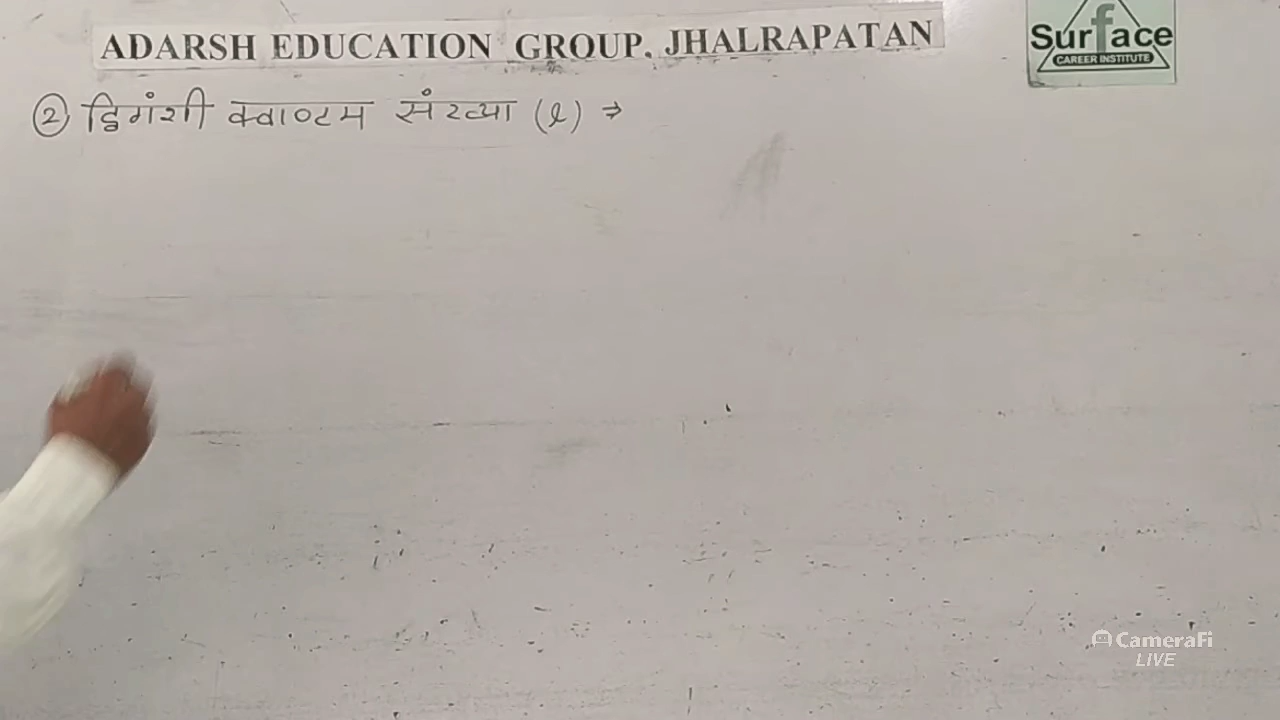 ADARSH EDUCATION GROUP. JHALRAPATAN
Surface
CAREER INSTITUTE
② द्विगंशी क्वाण्टम संख्या (l) ⇒
CameraFi
LIVE